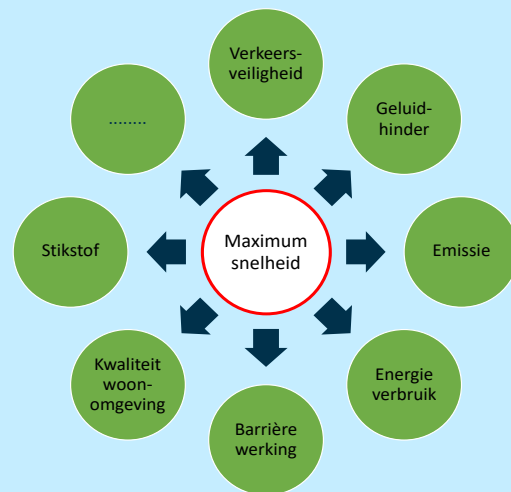 Verkeers-
veiligheid
Geluid-
hinder
Emissie
Energie
verbruik
Barrière
werking
Kwaliteit
woon-
omgeving
Stikstof
........
Maximum
snelheid